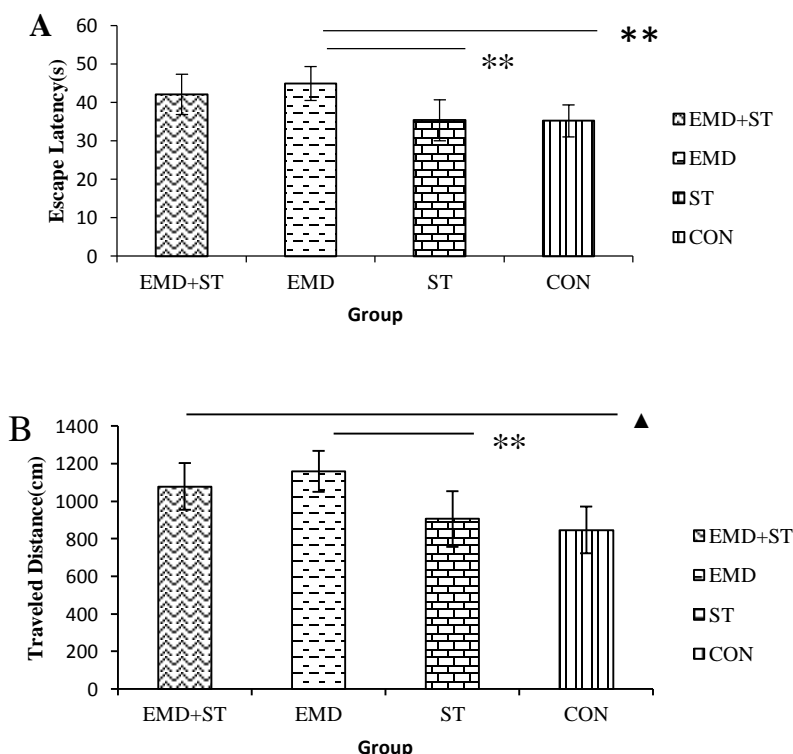 A
Escape Latency(s)
60
50
40
30
20
10
0
**
**
EMD+ST
EMD
ST
CON
EMD+ST
EMD
ST
CON
Group
B
Traveled Distance(cm)
1400
1200
1000
800
600
400
200
0
▲
**
EMD+ST
EMD
ST
CON
EMD+ST
EMD
ST
CON
Group